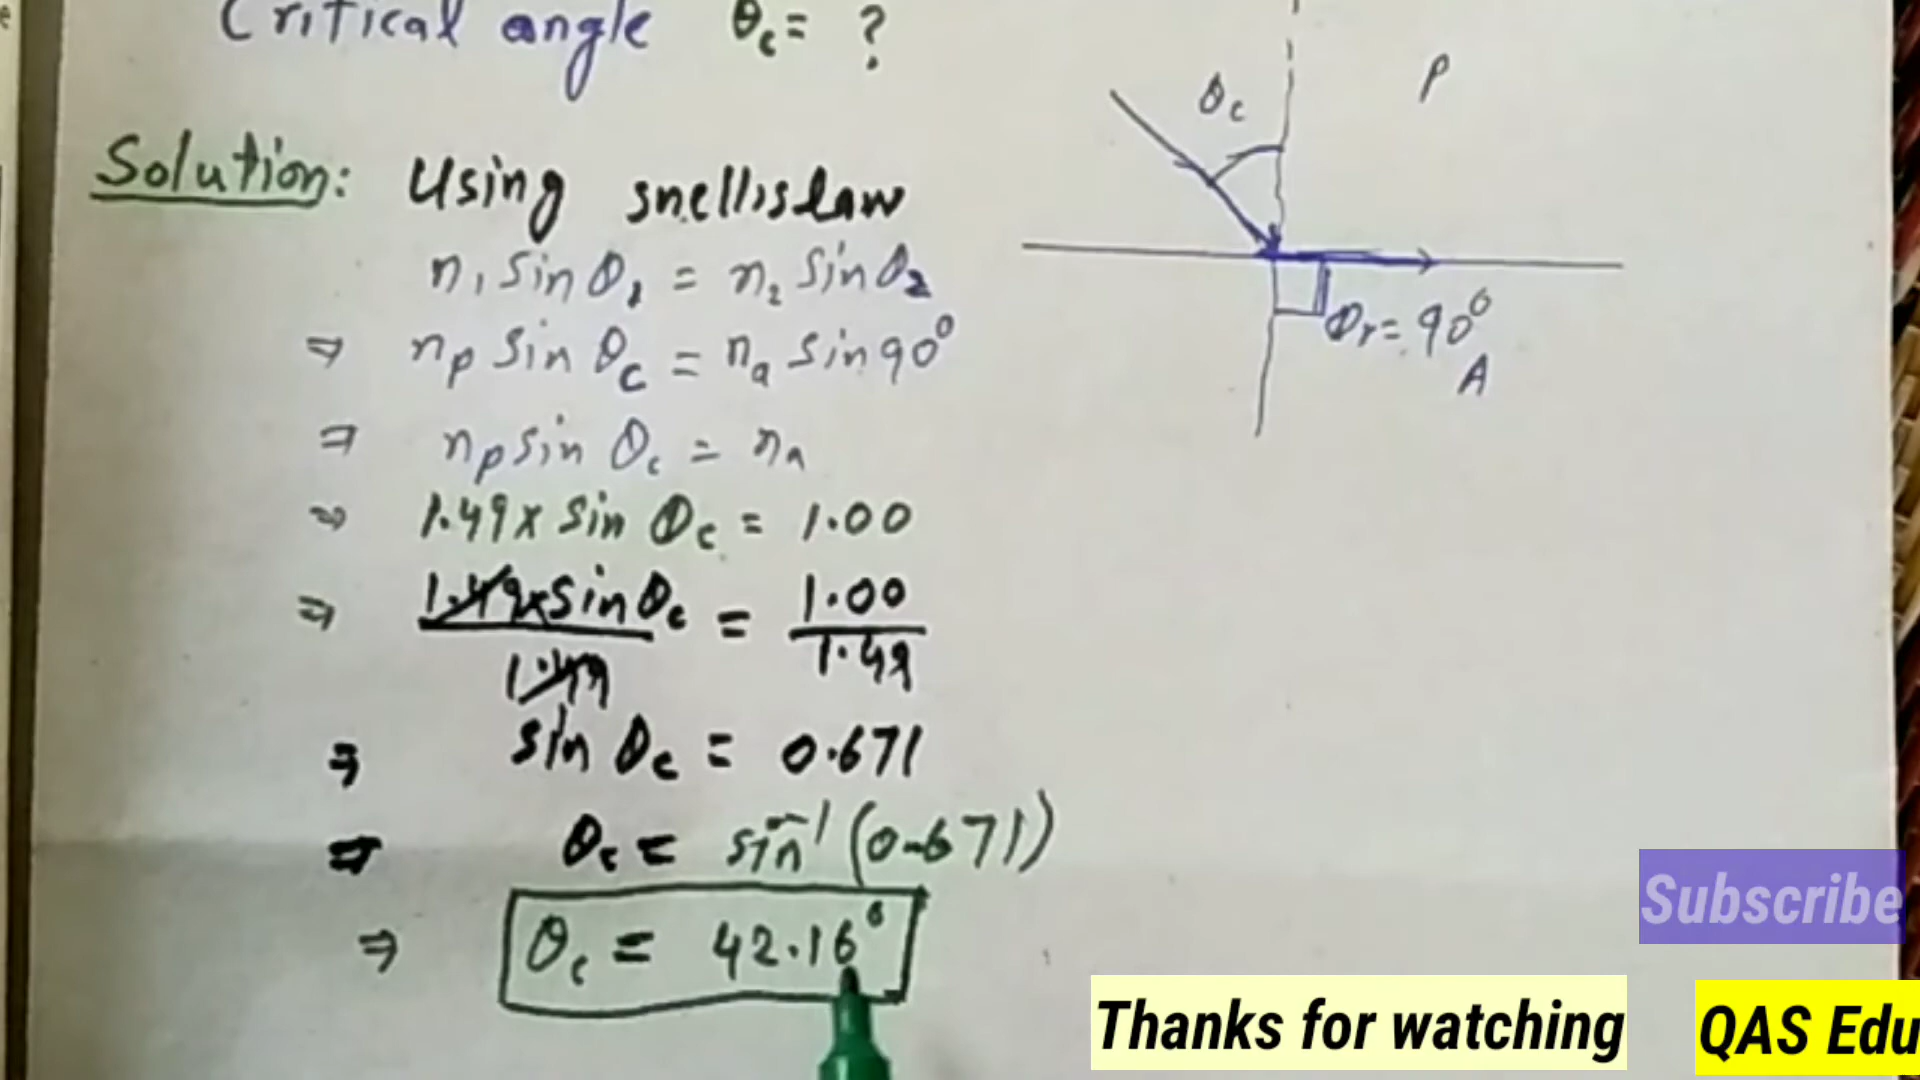 Critical angle θc = ?
Solution: Using snell's law
n₁ sin θ₁ = n₂ sin θ₂
⇒ np sin θc = na sin 90°
⇒ np sin θc = na
⇒ 1.49 x sin θc = 1.00
⇒ 1.49 x sin θc / 1.49 = 1.00 / 1.49
⇒ sin θc = 0.671
⇒ θc = sin⁻¹ (0.671)
⇒ θc = 42.16°
θc
P
θr = 90°
A
Subscribe
Thanks for watching
QAS Edu